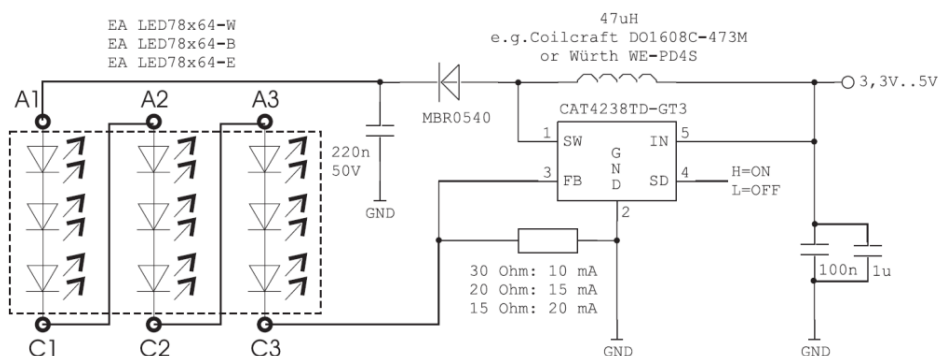 EA LED78x64-W
EA LED78x64-B
EA LED78x64-E
47uH
e.g.Coilcraft DO1608C-473M
or Würth WE-PD4S
A1
A2
A3
MBR0540
CAT4238TD-GT3
3,3V..5V
1
SW
IN
5
3
FB
GND
SD
4
H=ON
L=OFF
2
220n
50V
GND
30 Ohm: 10 mA
20 Ohm: 15 mA
15 Ohm: 20 mA
100n
1u
C1
C2
C3
GND
GND